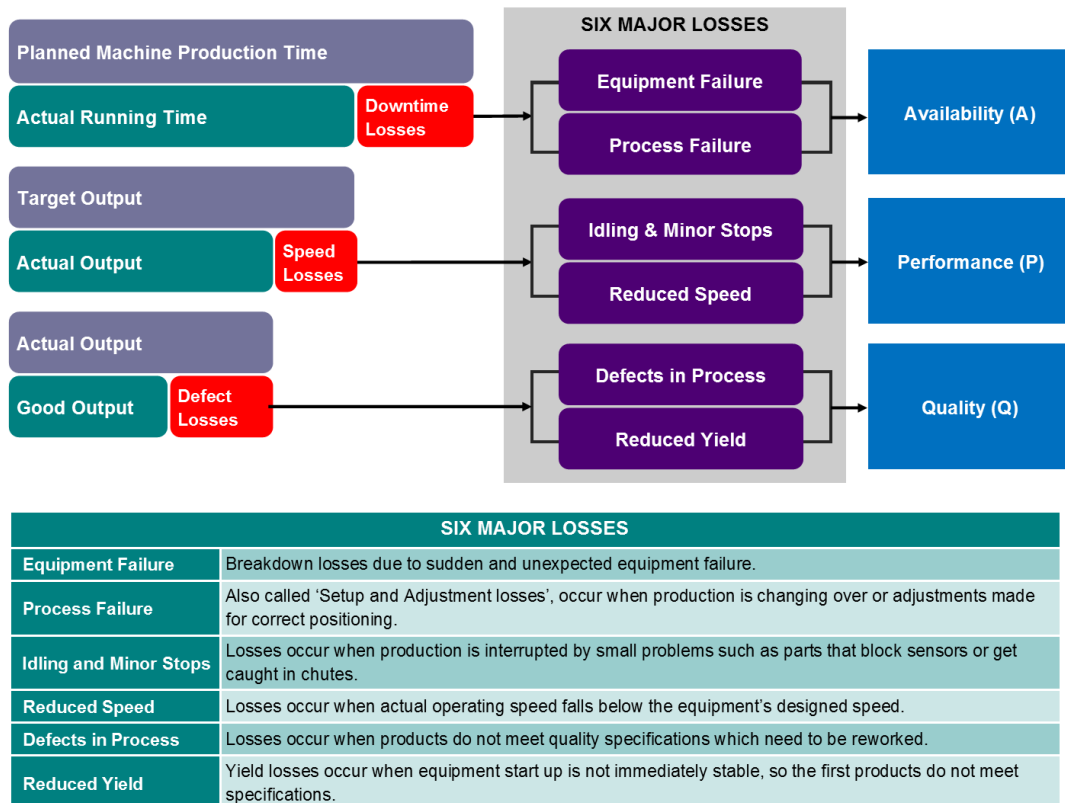 SIX MAJOR LOSSES
Planned Machine Production Time
Actual Running Time
Downtime
Losses
Equipment Failure
Process Failure
Availability (A)
Target Output
Actual Output
Speed
Losses
Idling & Minor Stops
Reduced Speed
Performance (P)
Actual Output
Good Output
Defect
Losses
Defects in Process
Reduced Yield
Quality (Q)
SIX MAJOR LOSSES
Equipment Failure
Breakdown losses due to sudden and unexpected equipment failure.
Process Failure
Also called ‘Setup and Adjustment losses’, occur when production is changing over or adjustments made
for correct positioning.
Idling and Minor Stops
Losses occur when production is interrupted by small problems such as parts that block sensors or get
caught in chutes.
Reduced Speed
Losses occur when actual operating speed falls below the equipment’s designed speed.
Defects in Process
Losses occur when products do not meet quality specifications which need to be reworked.
Reduced Yield
Yield losses occur when equipment start up is not immediately stable, so the first products do not meet
specifications.